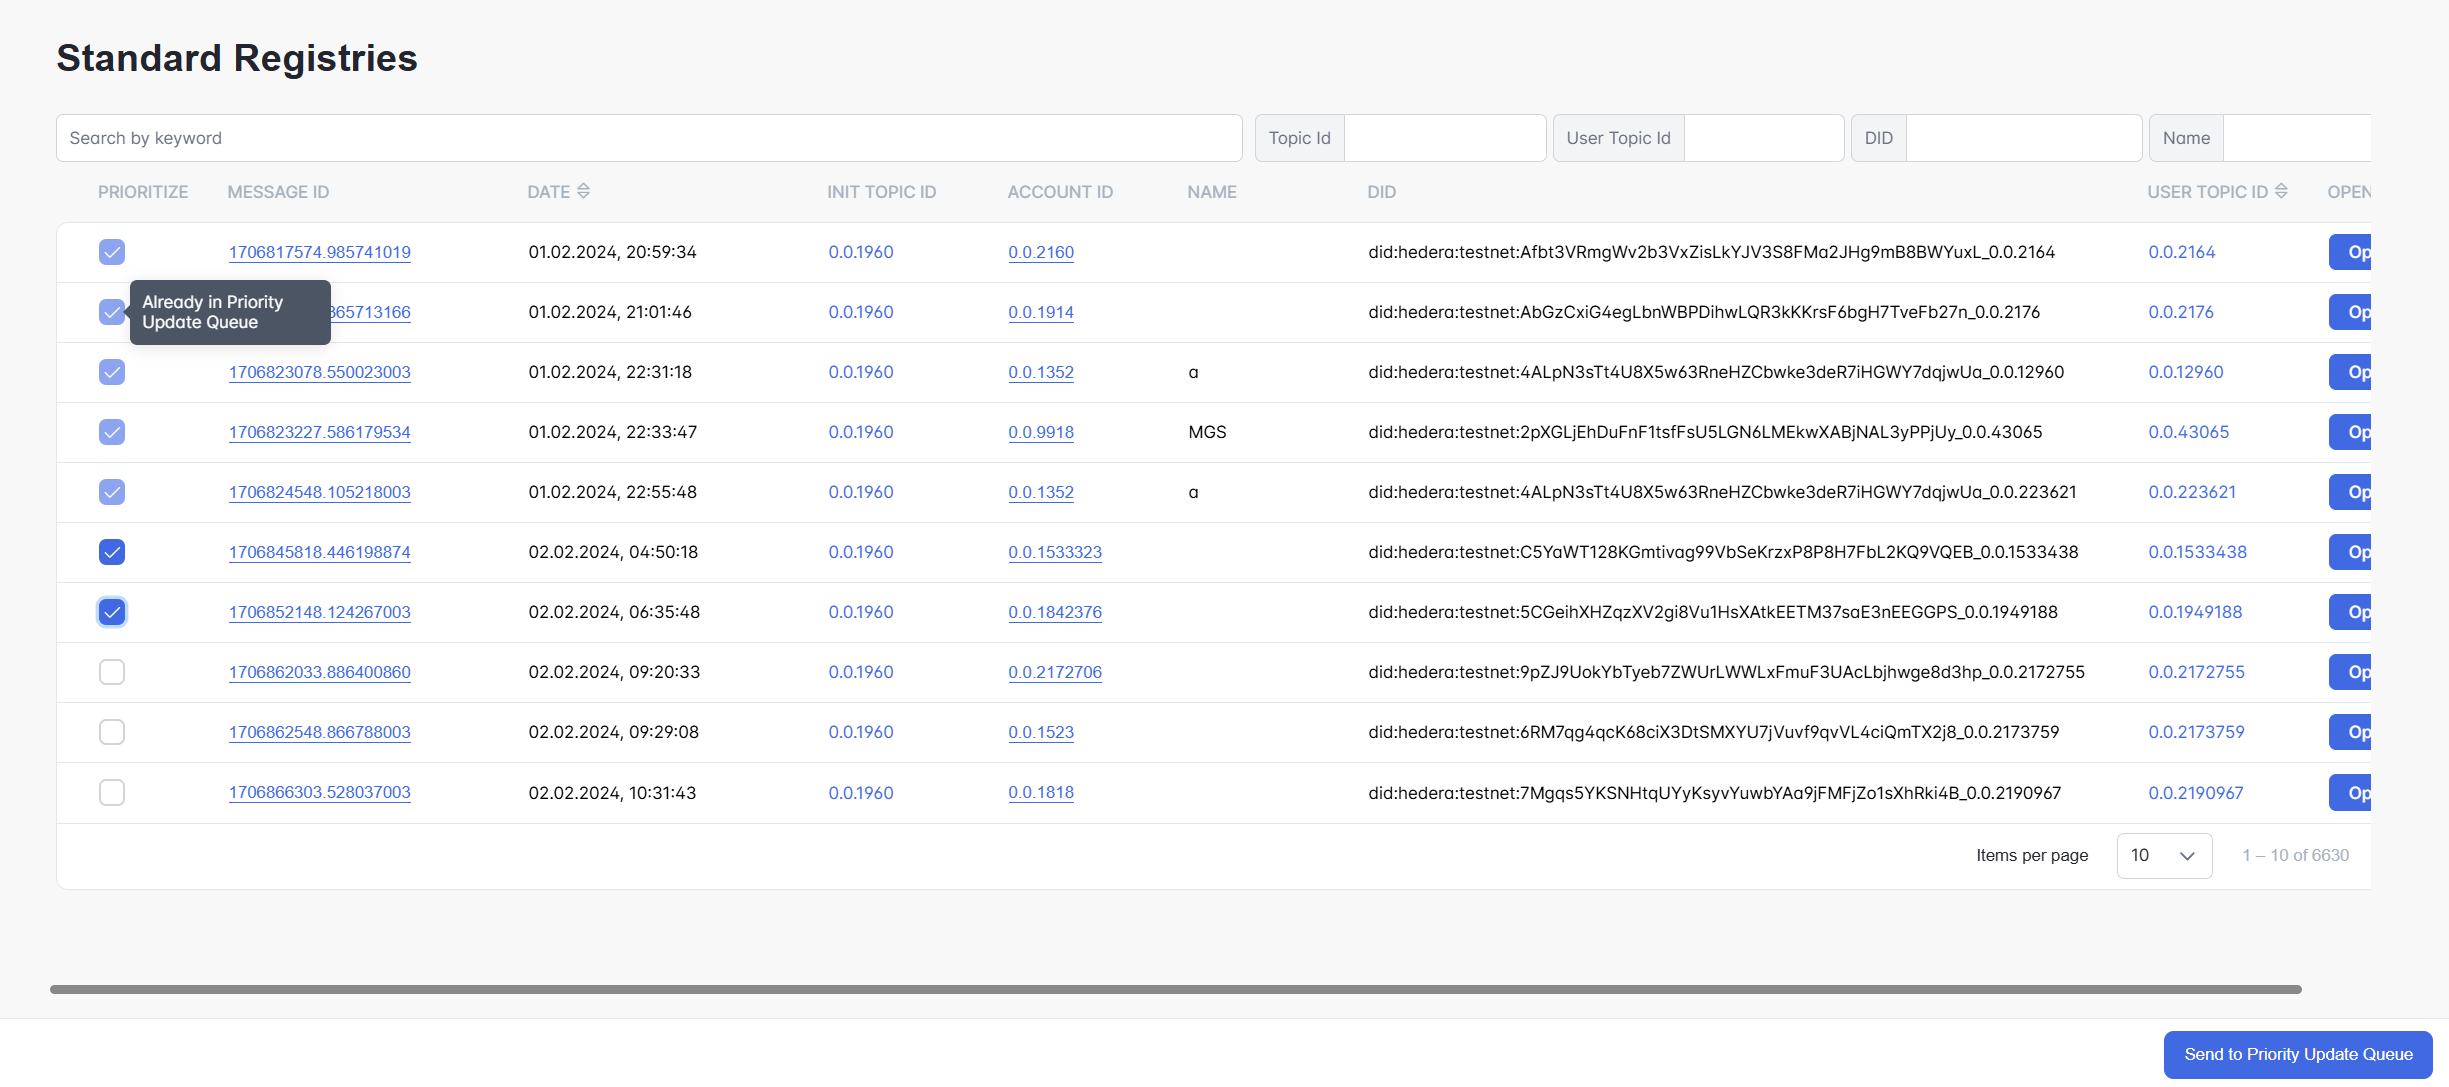 Standard Registries
Search by keyword Topic Id User Topic Id DID Name
PRIORITIZE MESSAGE ID DATE INIT TOPIC ID ACCOUNT ID NAME DID USER TOPIC ID OPEN
1706817574.985741019 01.02.2024, 20:59:34 0.0.1960 0.0.2160 did:hedera:testnet:Afbt3VRmgWv2b3VxZisLkYJV3S8FMa2JHg9mB8BWYuxL_0.0.2164 0.0.2164 Op
Already in Priority
Update Queue
365713166 01.02.2024, 21:01:46 0.0.1960 0.0.1914 did:hedera:testnet:AbGzCxiG4egLbnWBPDihwLQR3kKKrsF6bgH7TveFb27n_0.0.2176 0.0.2176 Op
1706823078.550023003 01.02.2024, 22:31:18 0.0.1960 0.0.1352 a did:hedera:testnet:4ALpN3sTt4U8X5w63RneHZCbwke3deR7iHGWY7dqjwUa_0.0.12960 0.0.12960 Op
1706823227.586179534 01.02.2024, 22:33:47 0.0.1960 0.0.9918 MGS did:hedera:testnet:2pXGLjEhDuFnF1tsfFsU5LGN6LMEkwXABjNAL3yPPjUy_0.0.43065 0.0.43065 Op
1706824548.105218003 01.02.2024, 22:55:48 0.0.1960 0.0.1352 a did:hedera:testnet:4ALpN3sTt4U8X5w63RneHZCbwke3deR7iHGWY7dqjwUa_0.0.223621 0.0.223621 Op
1706845818.446198874 02.02.2024, 04:50:18 0.0.1960 0.0.1533323 did:hedera:testnet:C5YaWT128KGmtivag99VbSeKrzxP8P8H7FbL2KQ9VQEB_0.0.1533438 0.0.1533438 Op
1706852148.124267003 02.02.2024, 06:35:48 0.0.1960 0.0.1842376 did:hedera:testnet:5CGeihXHZqzXV2gi8Vu1HsXAtkEETM37saE3nEEGGPS_0.0.1949188 0.0.1949188 Op
1706862033.886400860 02.02.2024, 09:20:33 0.0.1960 0.0.2172706 did:hedera:testnet:9pZJ9UokYbTyeb7ZWUrLWWLxFmuF3UAcLbjhwge8d3hp_0.0.2172755 0.0.2172755 Op
1706862548.866788003 02.02.2024, 09:29:08 0.0.1960 0.0.1523 did:hedera:testnet:6RM7qg4qcK68ciX3DtSMXYU7jVuvf9qvVL4ciQmTX2j8_0.0.2173759 0.0.2173759 Op
1706866303.528037003 02.02.2024, 10:31:43 0.0.1960 0.0.1818 did:hedera:testnet:7Mgqs5YKSNHtqUYyKsyvYuwbYAa9jFMFjZo1sXhRki4B_0.0.2190967 0.0.2190967 Op
Items per page 10 1 – 10 of 6630
Send to Priority Update Queue